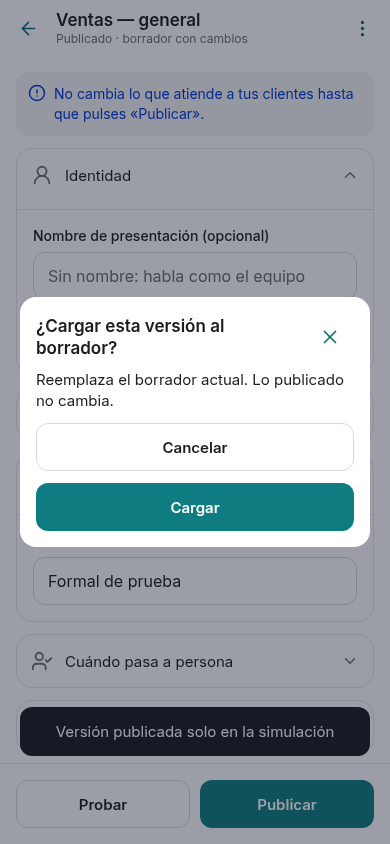 Ventas — general
Publicado · borrador con cambios
No cambia lo que atiende a tus clientes hasta
que pulses «Publicar».
Identidad
Nombre de presentación (opcional)
Sin nombre: habla como el equipo
¿Cargar esta versión al
borrador?
Reemplaza el borrador actual. Lo publicado
no cambia.
Cancelar
Cargar
Formal de prueba
Cuándo pasa a persona
Versión publicada solo en la simulación
Probar
Publicar